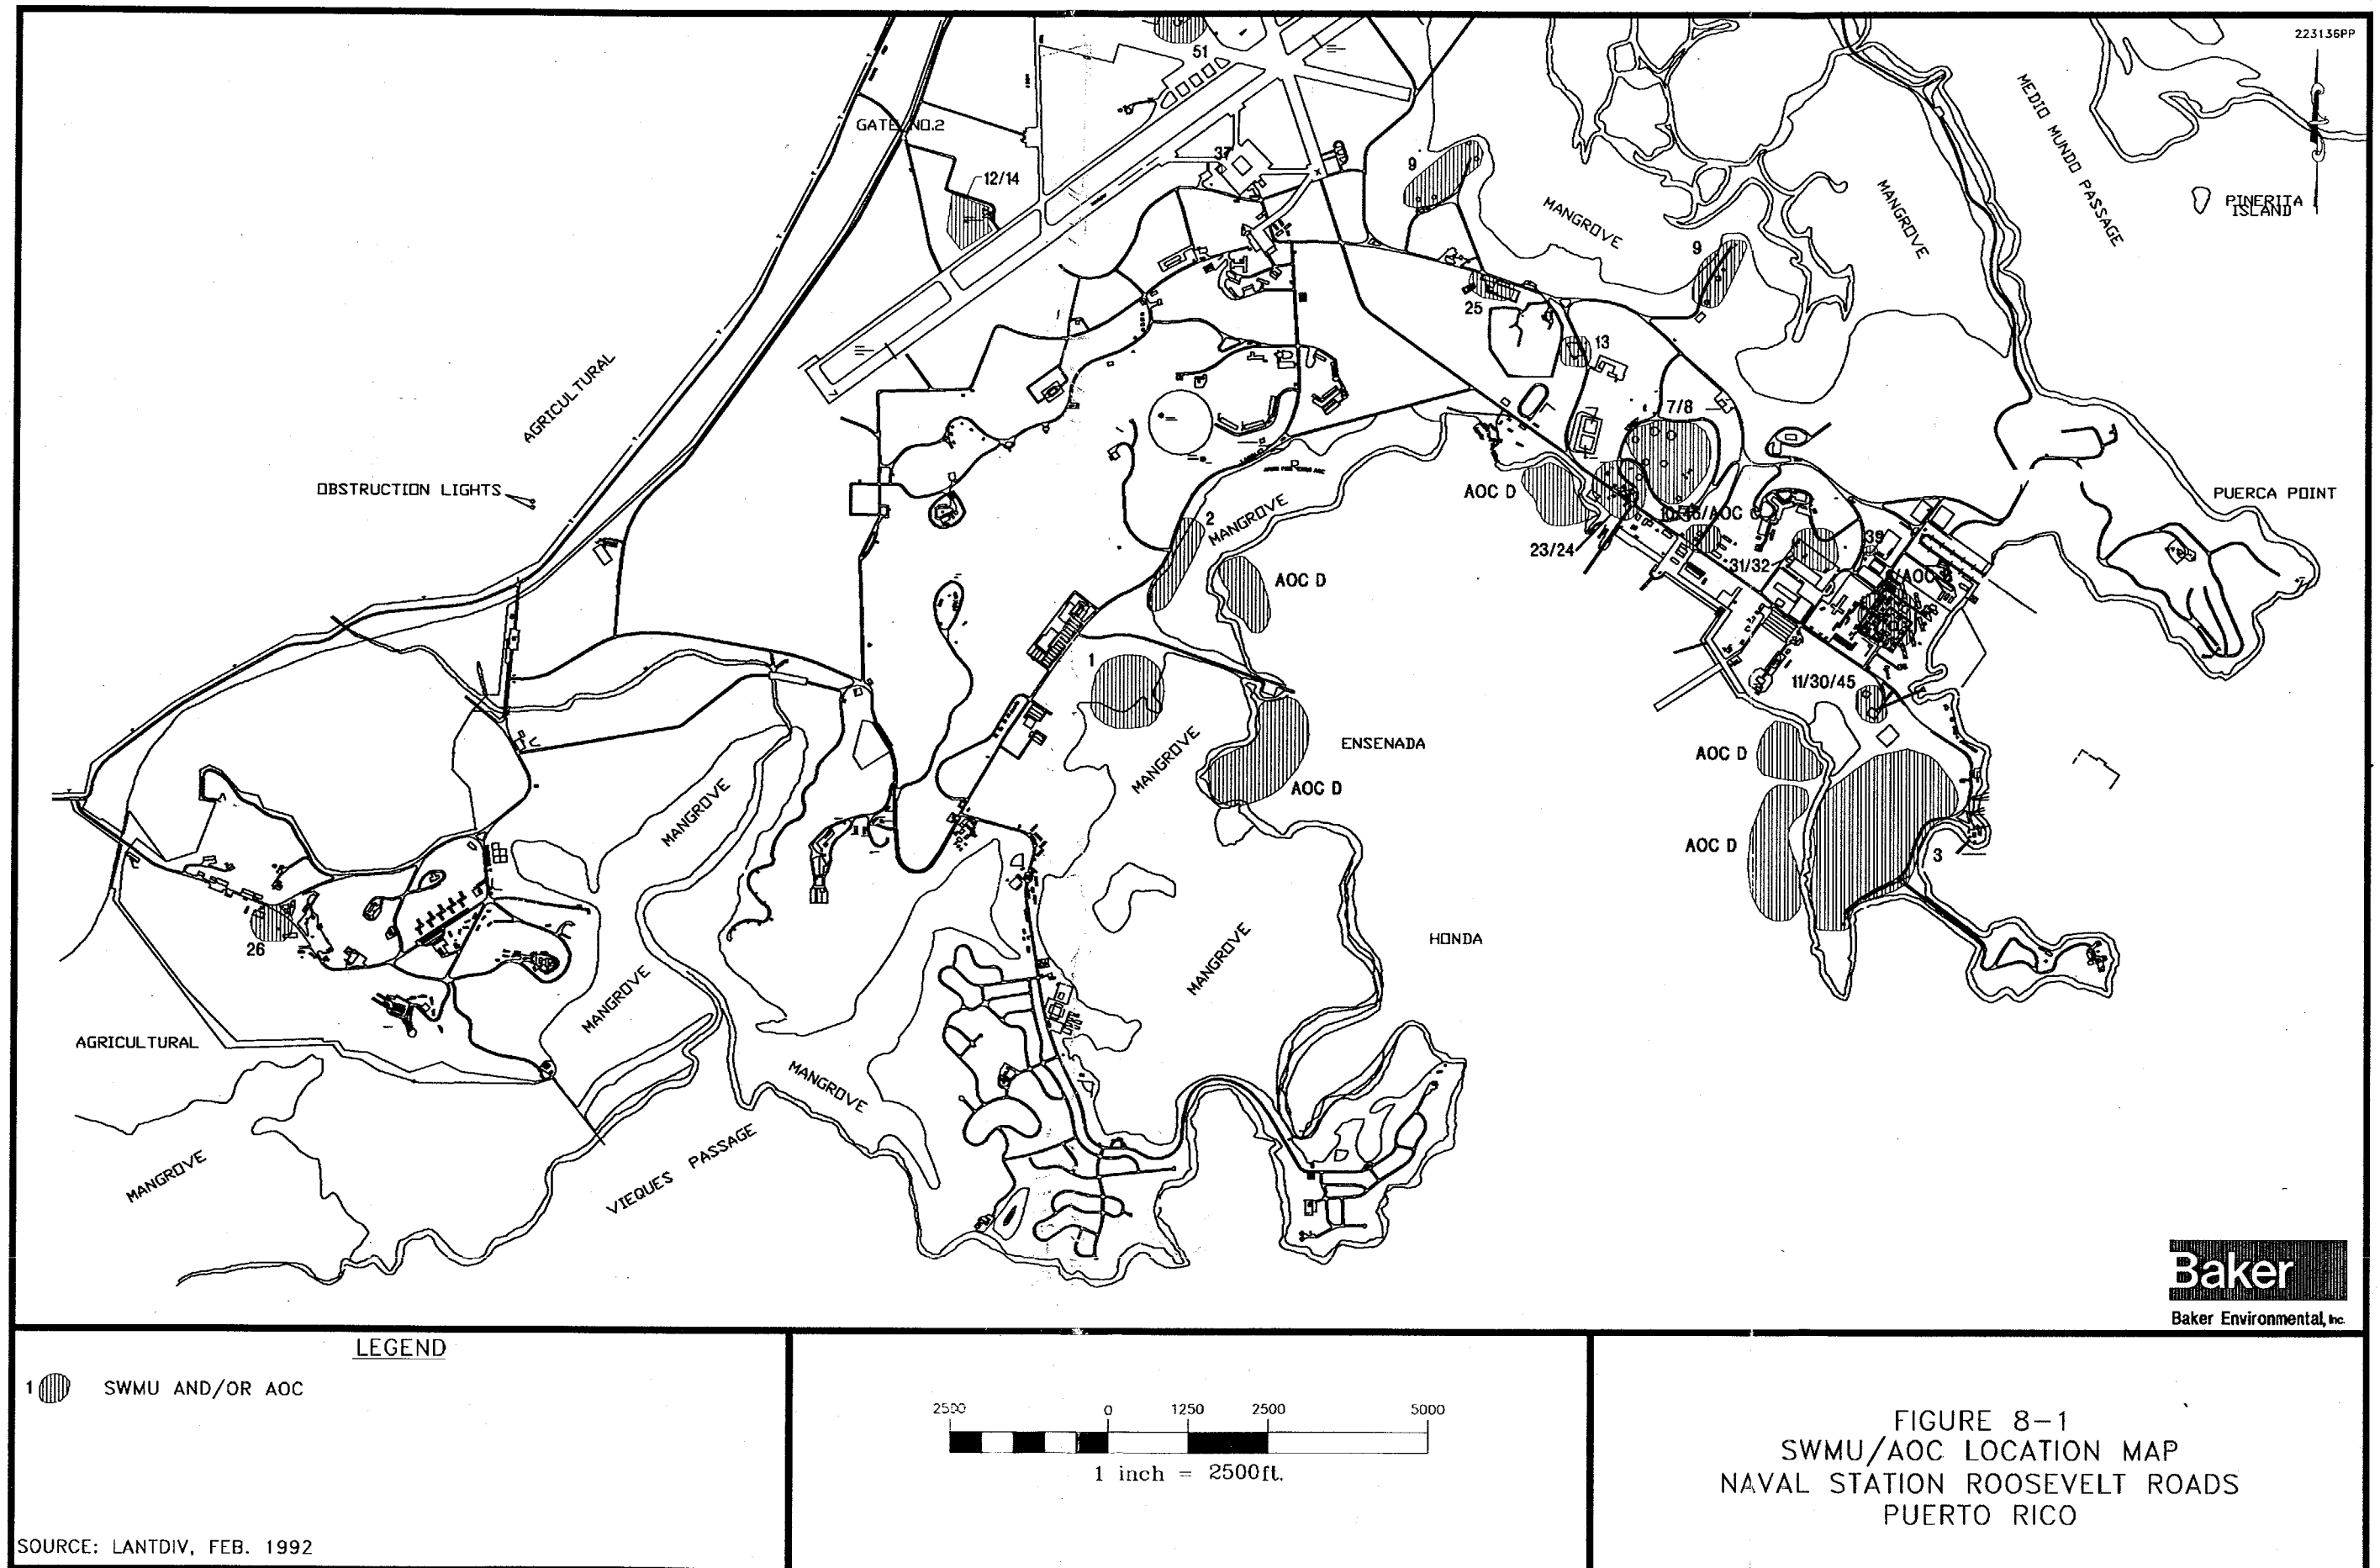 223136PP
51
MEDIO MUNDO PASSAGE
GATE NO.2
37
9
12/14
MANGROVE
MANGROVE
PINERITA
ISLAND
9
25
13
AGRICULTURAL
7/8
OBSTRUCTION LIGHTS
AOC D
PUERCA POINT
2
MANGROVE
23/24
39
31/32
AOC D
1
11/30/45
MANGROVE
ENSENADA
AOC D
AOC D
MANGROVE
AOC D
3
26
HONDA
MANGROVE
MANGROVE
AGRICULTURAL
MANGROVE
MANGROVE
VIEQUES PASSAGE
Baker
Baker Environmental, Inc.
LEGEND
1 SWMU AND/OR AOC
SOURCE: LANTDIV, FEB. 1992
2500 0 1250 2500 5000
1 inch = 2500ft.
FIGURE 8-1
SWMU/AOC LOCATION MAP
NAVAL STATION ROOSEVELT ROADS
PUERTO RICO